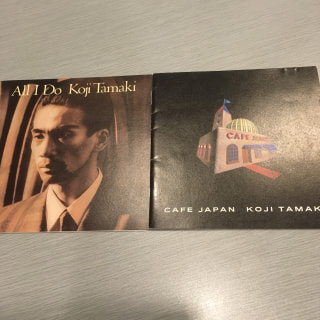 All I Do Koji Tamaki
CAFE
CAFE JAPAN KOJI TAMAK